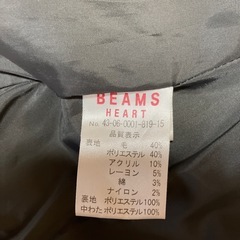 BEAMS
HEART
No. 43-06-0001-819-15
品質表示
表地 毛 40%
ポリエステル 40%
アクリル 10%
レーヨン 5%
綿 3%
ナイロン 2%
裏地 ポリエステル100%
中わた ポリエステル100%